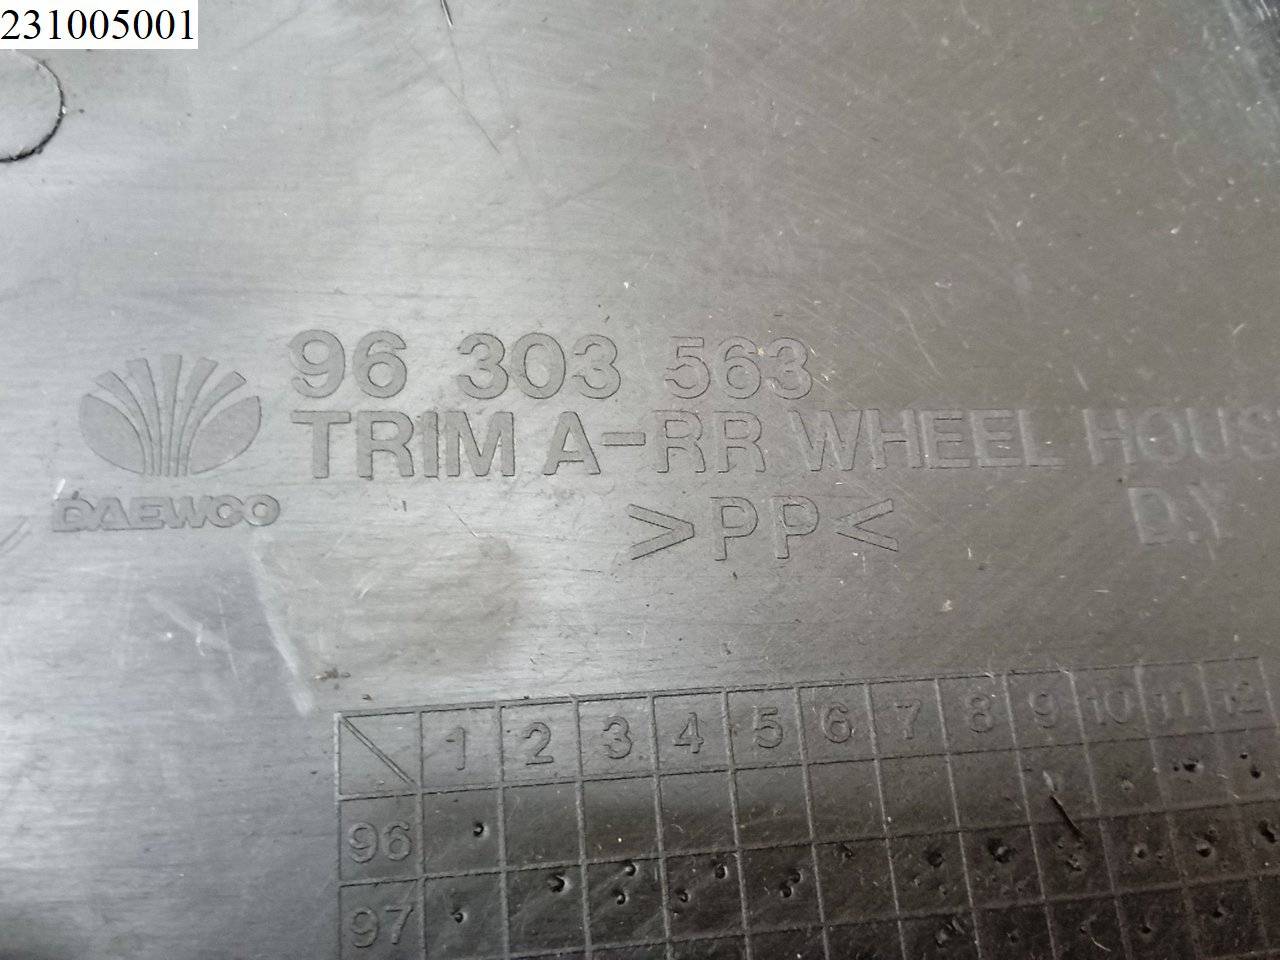 231005001
96 303 563
TRIM A-RR WHEEL HOUS
DAEWOO
>PP<
D.Y
1 2 3 4 5 6 7 8 9 10 11 12
96
97